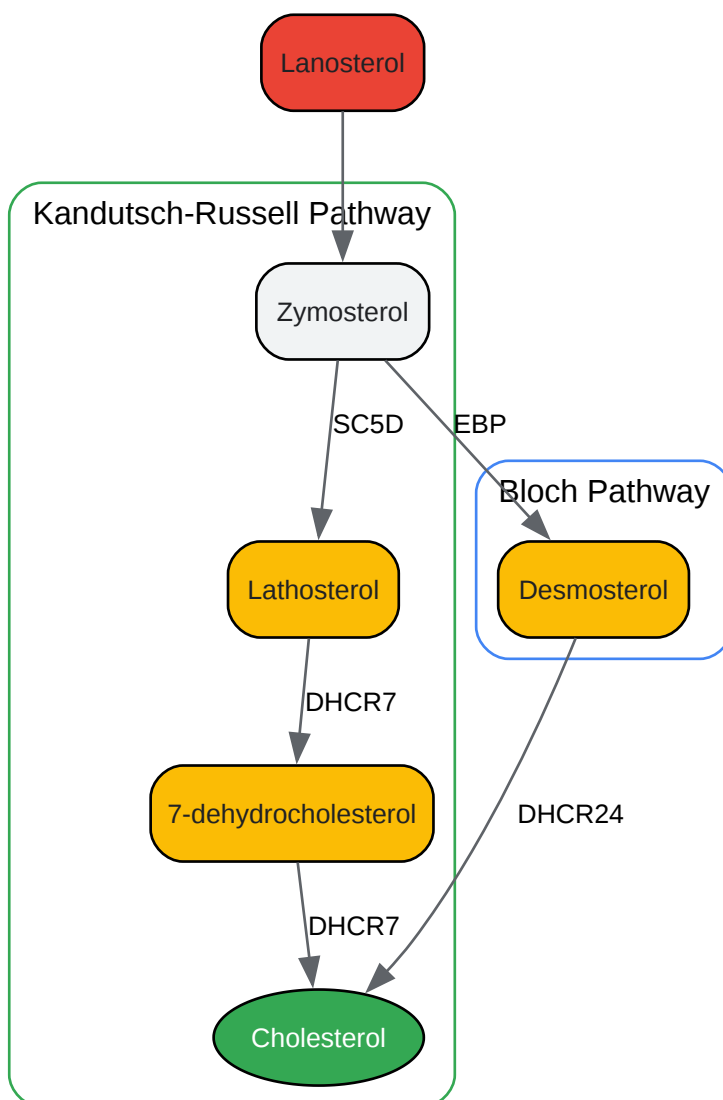 Lanosterol
Kandutsch-Russell Pathway
Zymosterol
SC5D
EBP
Bloch Pathway
Lathosterol
Desmosterol
DHCR7
7-dehydrocholesterol
DHCR24
DHCR7
Cholesterol